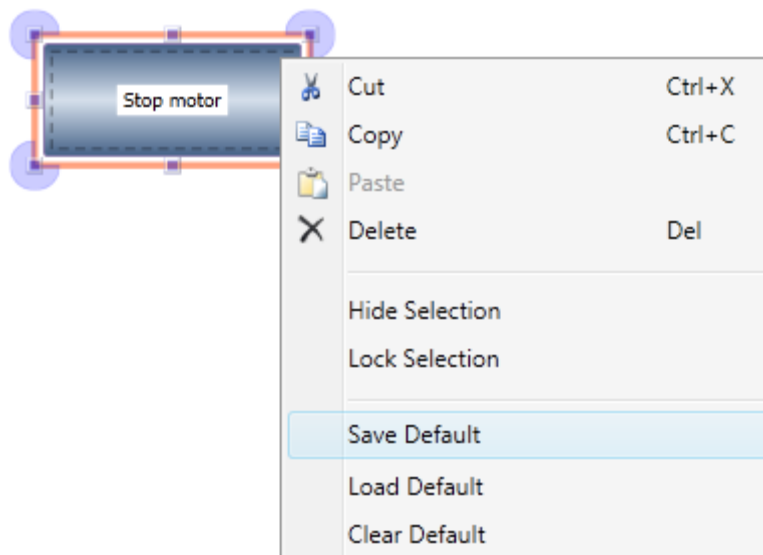 Stop motor
Cut Ctrl+X
Copy Ctrl+C
Paste
Delete Del
Hide Selection
Lock Selection
Save Default
Load Default
Clear Default